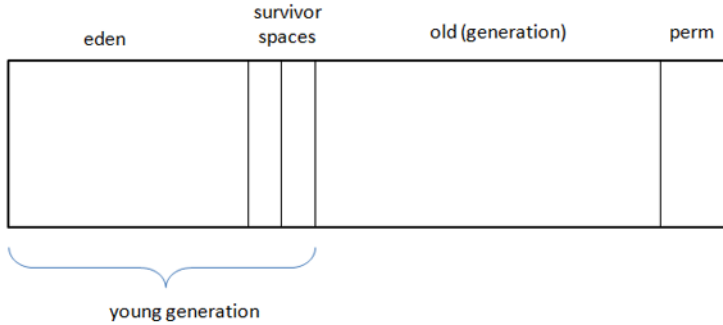 eden
survivor
spaces
old (generation)
perm
young generation